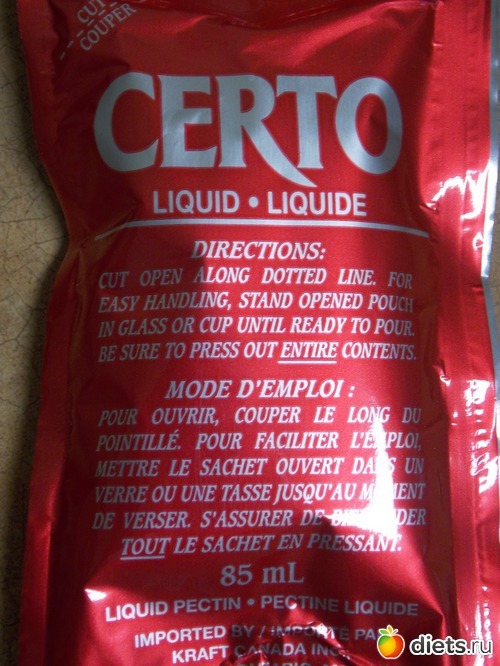 CUT
COUPER
CERTO
LIQUID • LIQUIDE
DIRECTIONS:
CUT OPEN ALONG DOTTED LINE. FOR
EASY HANDLING, STAND OPENED POUCH
IN GLASS OR CUP UNTIL READY TO POUR.
BE SURE TO PRESS OUT ENTIRE CONTENTS.
MODE D'EMPLOI :
POUR OUVRIR, COUPER LE LONG DU
POINTILLÉ. POUR FACILITER L'EMPLOI,
METTRE LE SACHET OUVERT DANS UN
VERRE OU UNE TASSE JUSQU'AU MOMENT
DE VERSER. S'ASSURER DE
TOUT LE SACHET EN PRESSANT.
85 mL
LIQUID PECTIN • PECTINE LIQUIDE
IMPORTED BY / IMPORTÉ PAR
KRAFT CANADA INC.
diets.ru